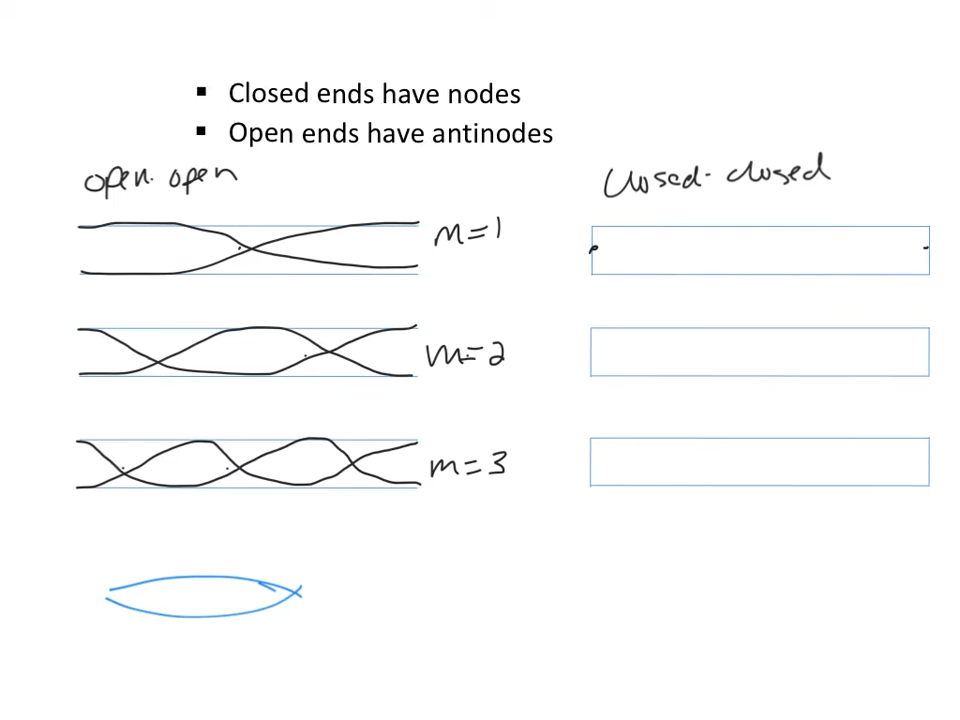 ▪ Closed ends have nodes
▪ Open ends have antinodes
open-open
closed-closed
m=1
m=2
m=3